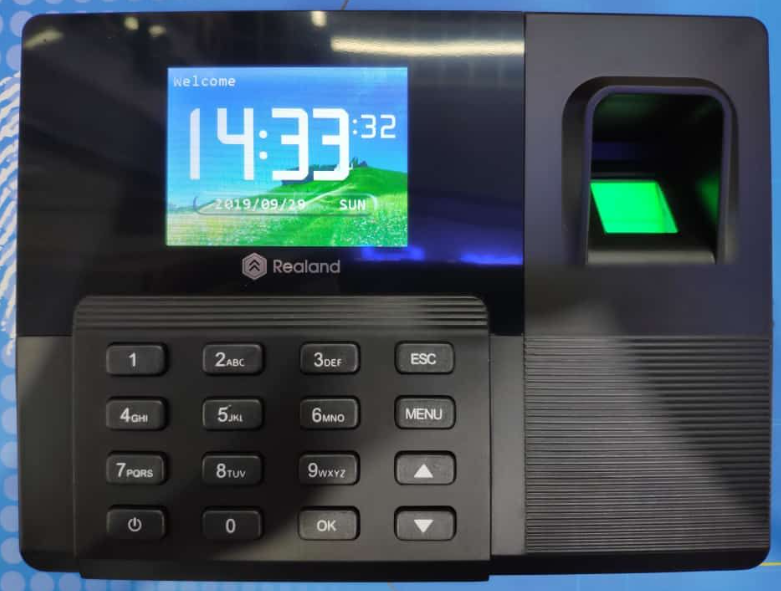 Welcome
14:33:32
2019/09/29 SUN
Realand
1 2ABC 3DEF ESC
4GHI 5JKL 6MNO MENU
7PQRS 8TUV 9WXYZ
0 OK